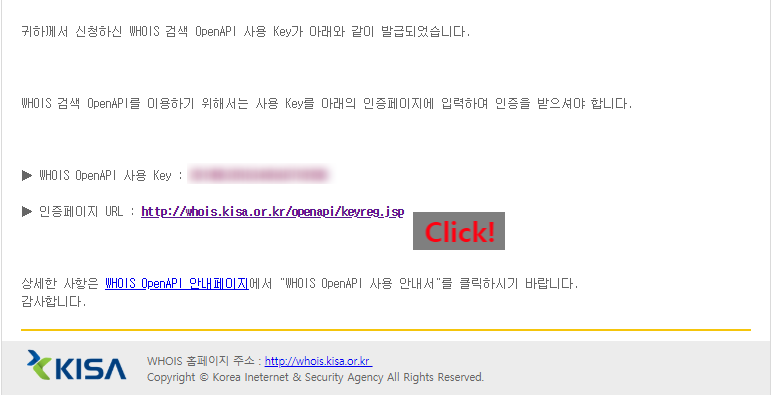 귀하께서 신청하신 WHOIS 검색 OpenAPI 사용 Key가 아래와 같이 발급되었습니다.
WHOIS 검색 OpenAPI를 이용하기 위해서는 사용 Key를 아래의 인증페이지에 입력하여 인증을 받으셔야 합니다.
▶ WHOIS OpenAPI 사용 Key :
▶ 인증페이지 URL : http://whois.kisa.or.kr/openapi/keyreg.jsp
Click!
상세한 사항은 WHOIS OpenAPI 안내페이지에서 "WHOIS OpenAPI 사용 안내서"를 클릭하시기 바랍니다.
감사합니다.
KISA
WHOIS 홈페이지 주소 : http://whois.kisa.or.kr
Copyright © Korea Ineternet & Security Agency All Rights Reserved.